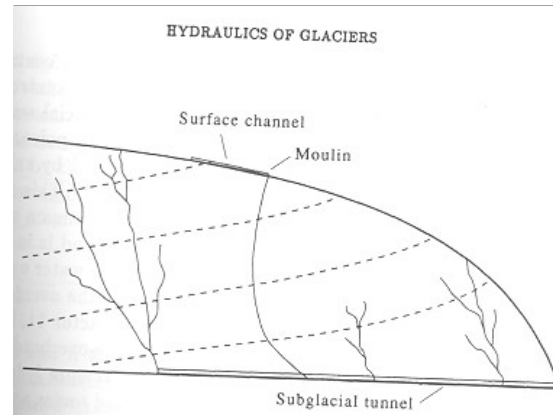 HYDRAULICS OF GLACIERS
Surface channel
Moulin
Subglacial tunnel